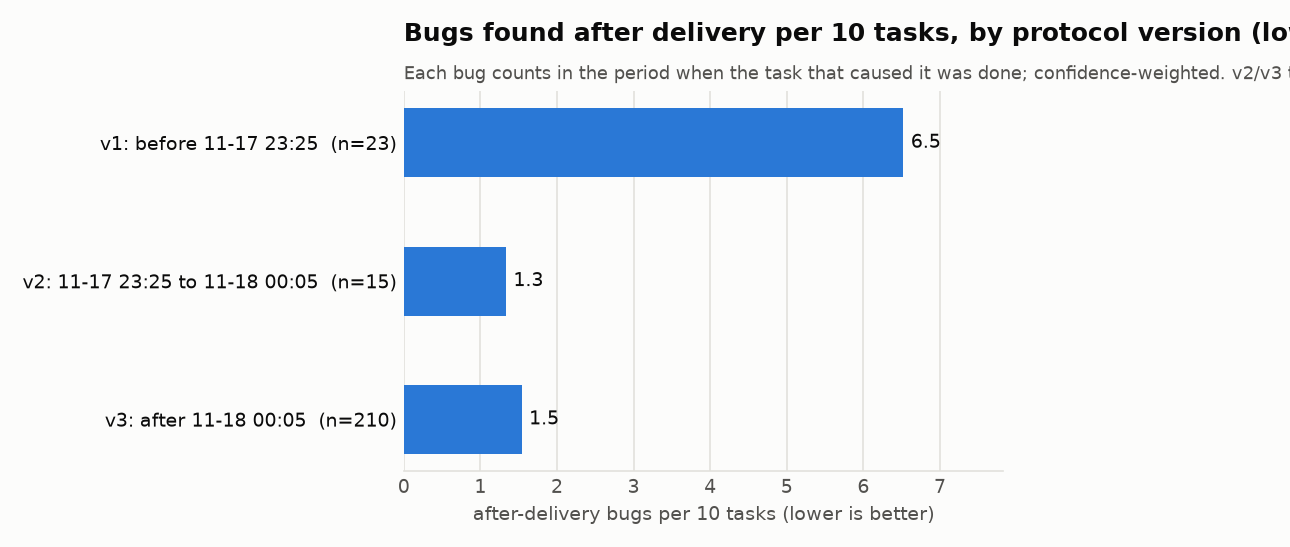 Bugs found after delivery per 10 tasks, by protocol version
Each bug counts in the period when the task that caused it was done; confidence-weighted. v2/v3
v1: before 11-17 23:25 (n=23)
6.5
v2: 11-17 23:25 to 11-18 00:05 (n=15)
1.3
v3: after 11-18 00:05 (n=210)
1.5
0 1 2 3 4 5 6 7
after-delivery bugs per 10 tasks (lower is better)